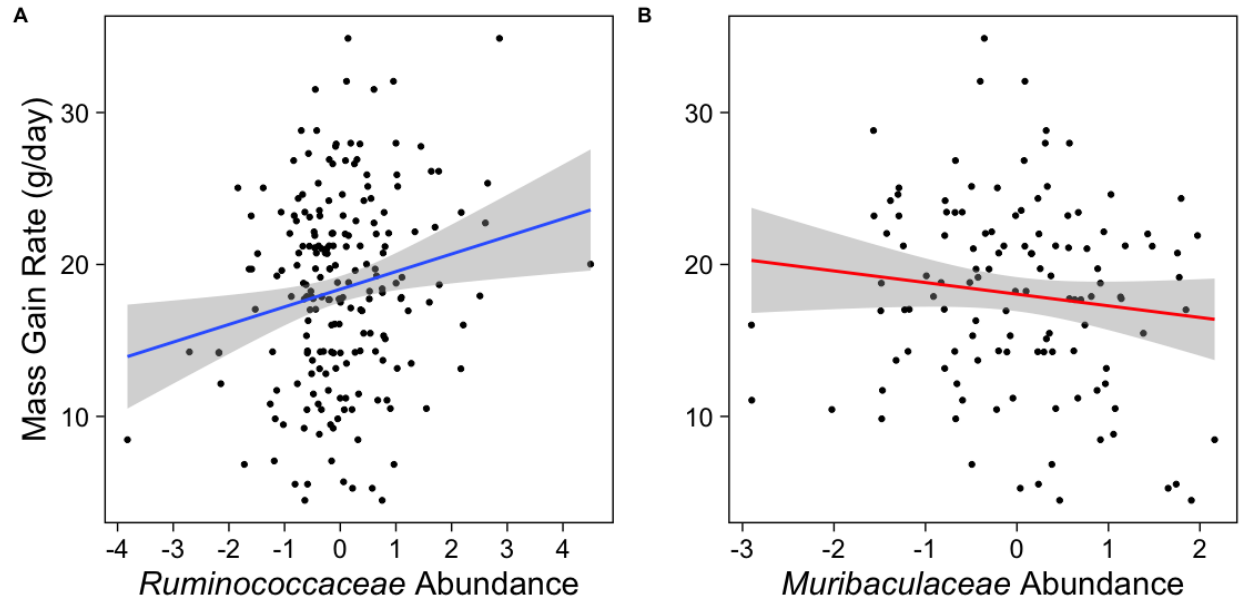 A
B
Mass Gain Rate (g/day)
30
20
10
-4 -3 -2 -1 0 1 2 3 4
Ruminococcaceae Abundance
30
20
10
-3 -2 -1 0 1 2
Muribaculaceae Abundance